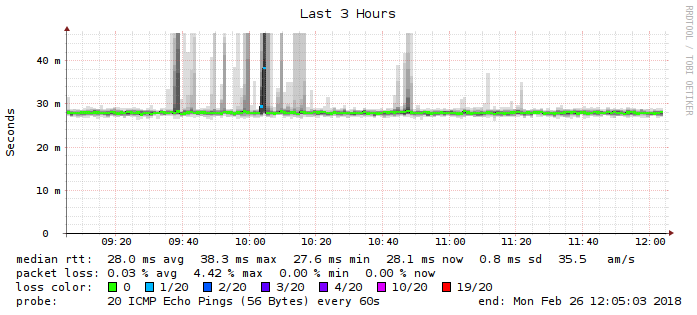 Last 3 Hours
RRDTOOL / TOBI OETIKER
Seconds
40 m
30 m
20 m
10 m
0
09:20 09:40 10:00 10:20 10:40 11:00 11:20 11:40 12:00
median rtt: 28.0 ms avg 38.3 ms max 27.6 ms min 28.1 ms now 0.8 ms sd 35.5 am/s
packet loss: 0.03 % avg 4.42 % max 0.00 % min 0.00 % now
loss color: 0 1/20 2/20 3/20 4/20 10/20 19/20
probe: 20 ICMP Echo Pings (56 Bytes) every 60s end: Mon Feb 26 12:05:03 2018